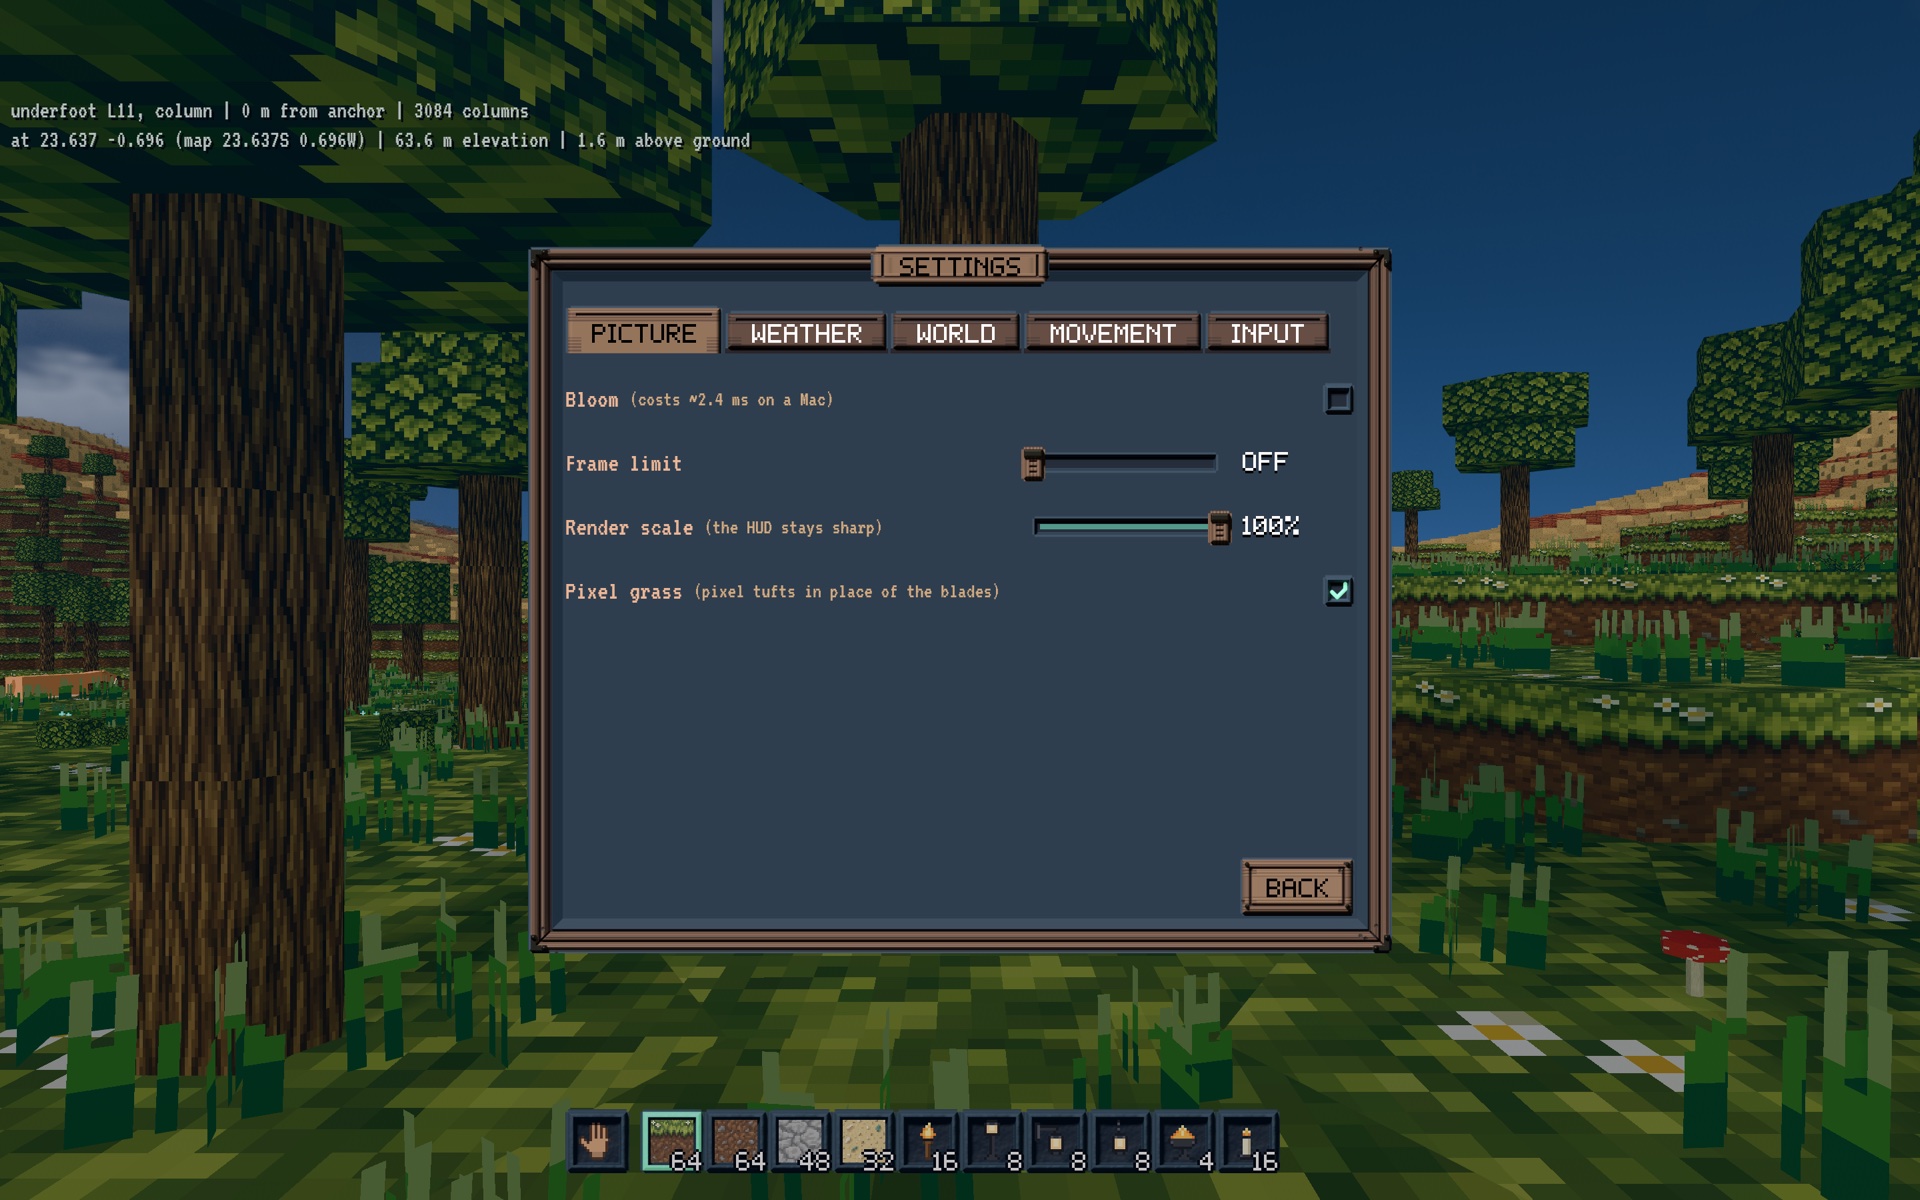 underfoot L11, column | 0 m from anchor | 3084 columns
at 23.637 -0.696 (map 23.637S 0.696W) | 63.6 m elevation | 1.6 m above ground
SETTINGS
PICTURE WEATHER WORLD MOVEMENT INPUT
Bloom (costs ~2.4 ms on a Mac)
Frame limit OFF
Render scale (the HUD stays sharp) 100%
Pixel grass (pixel tufts in place of the blades)
BACK
64 64 48 32 16 8 8 8 4 16